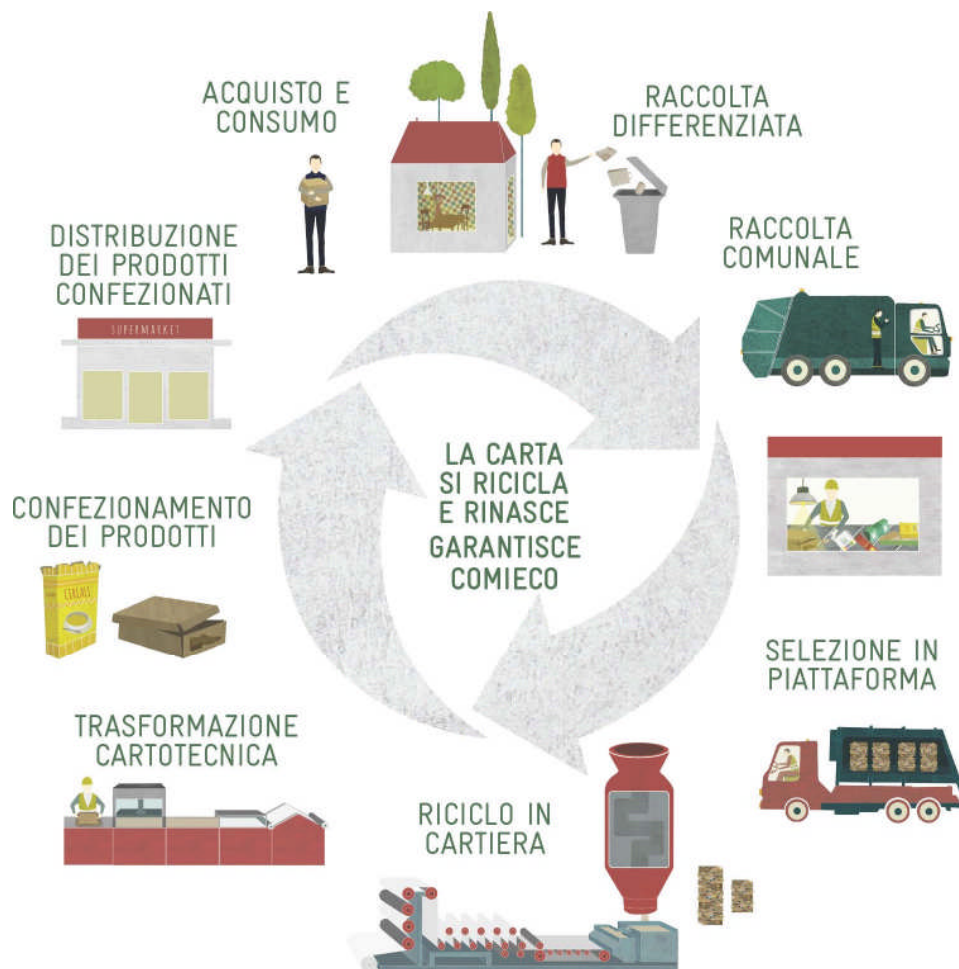 ACQUISTO E
CONSUMO
RACCOLTA
DIFFERENZIATA
RACCOLTA
COMUNALE
DISTRIBUZIONE
DEI PRODOTTI
CONFEZIONATI
SUPERMARKET
LA CARTA
SI RICICLA
E RINASCE
GARANTISCE
COMIECO
CONFEZIONAMENTO
DEI PRODOTTI
CEREALS
SELEZIONE IN
PIATTAFORMA
TRASFORMAZIONE
CARTOTECNICA
RICICLO IN
CARTIERA